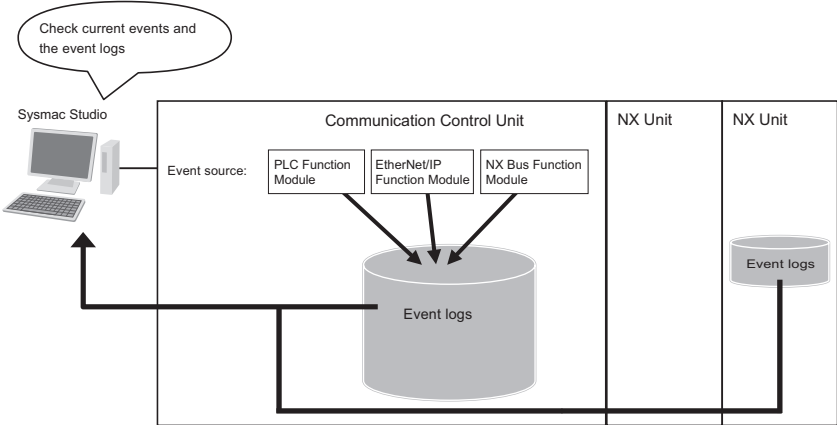 Check current events and
the event logs
Sysmac Studio
Communication Control Unit
NX Unit
NX Unit
Event source:
PLC Function
Module
EtherNet/IP
Function Module
NX Bus Function
Module
Event logs
Event logs